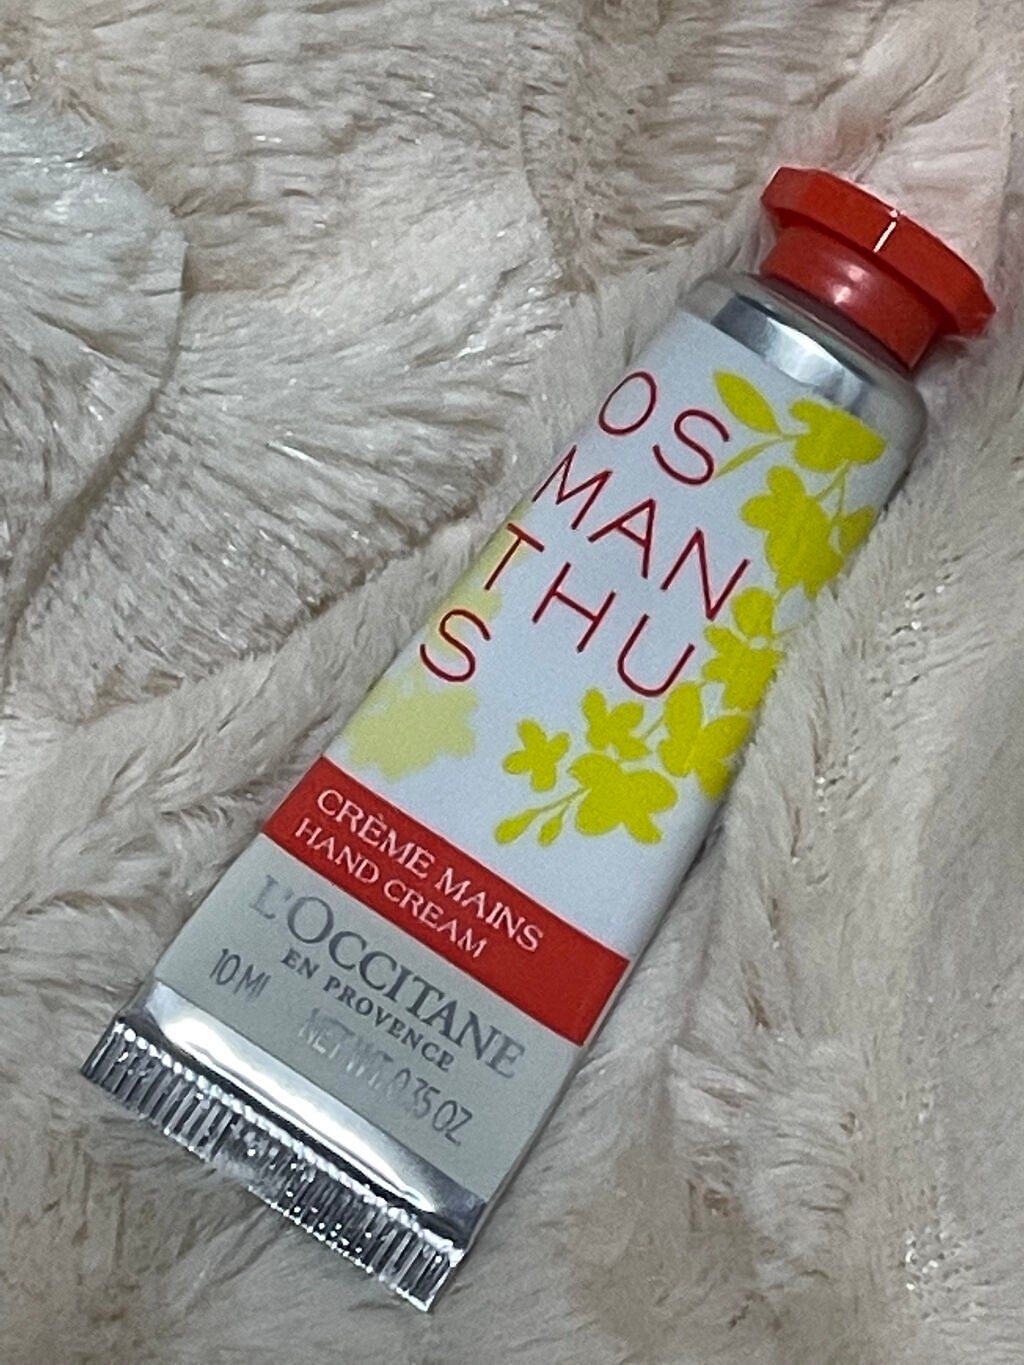 OS
MAN
THU
S
CRÈME MAINS
HAND CREAM
L'OCCITANE
EN PROVENCE
10 Ml
NET WT. 0.35 OZ